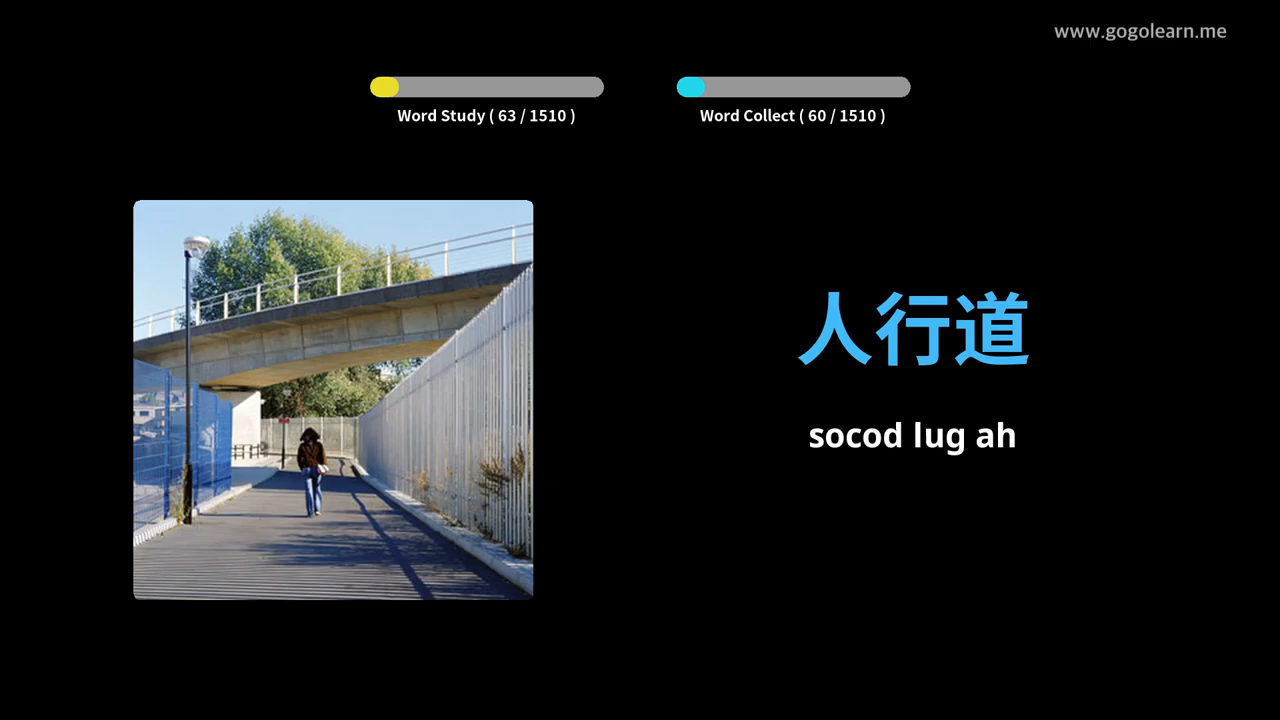 www.gogolearn.me
Word Study ( 63 / 1510 )
Word Collect ( 60 / 1510 )
人行道
socod lug ah